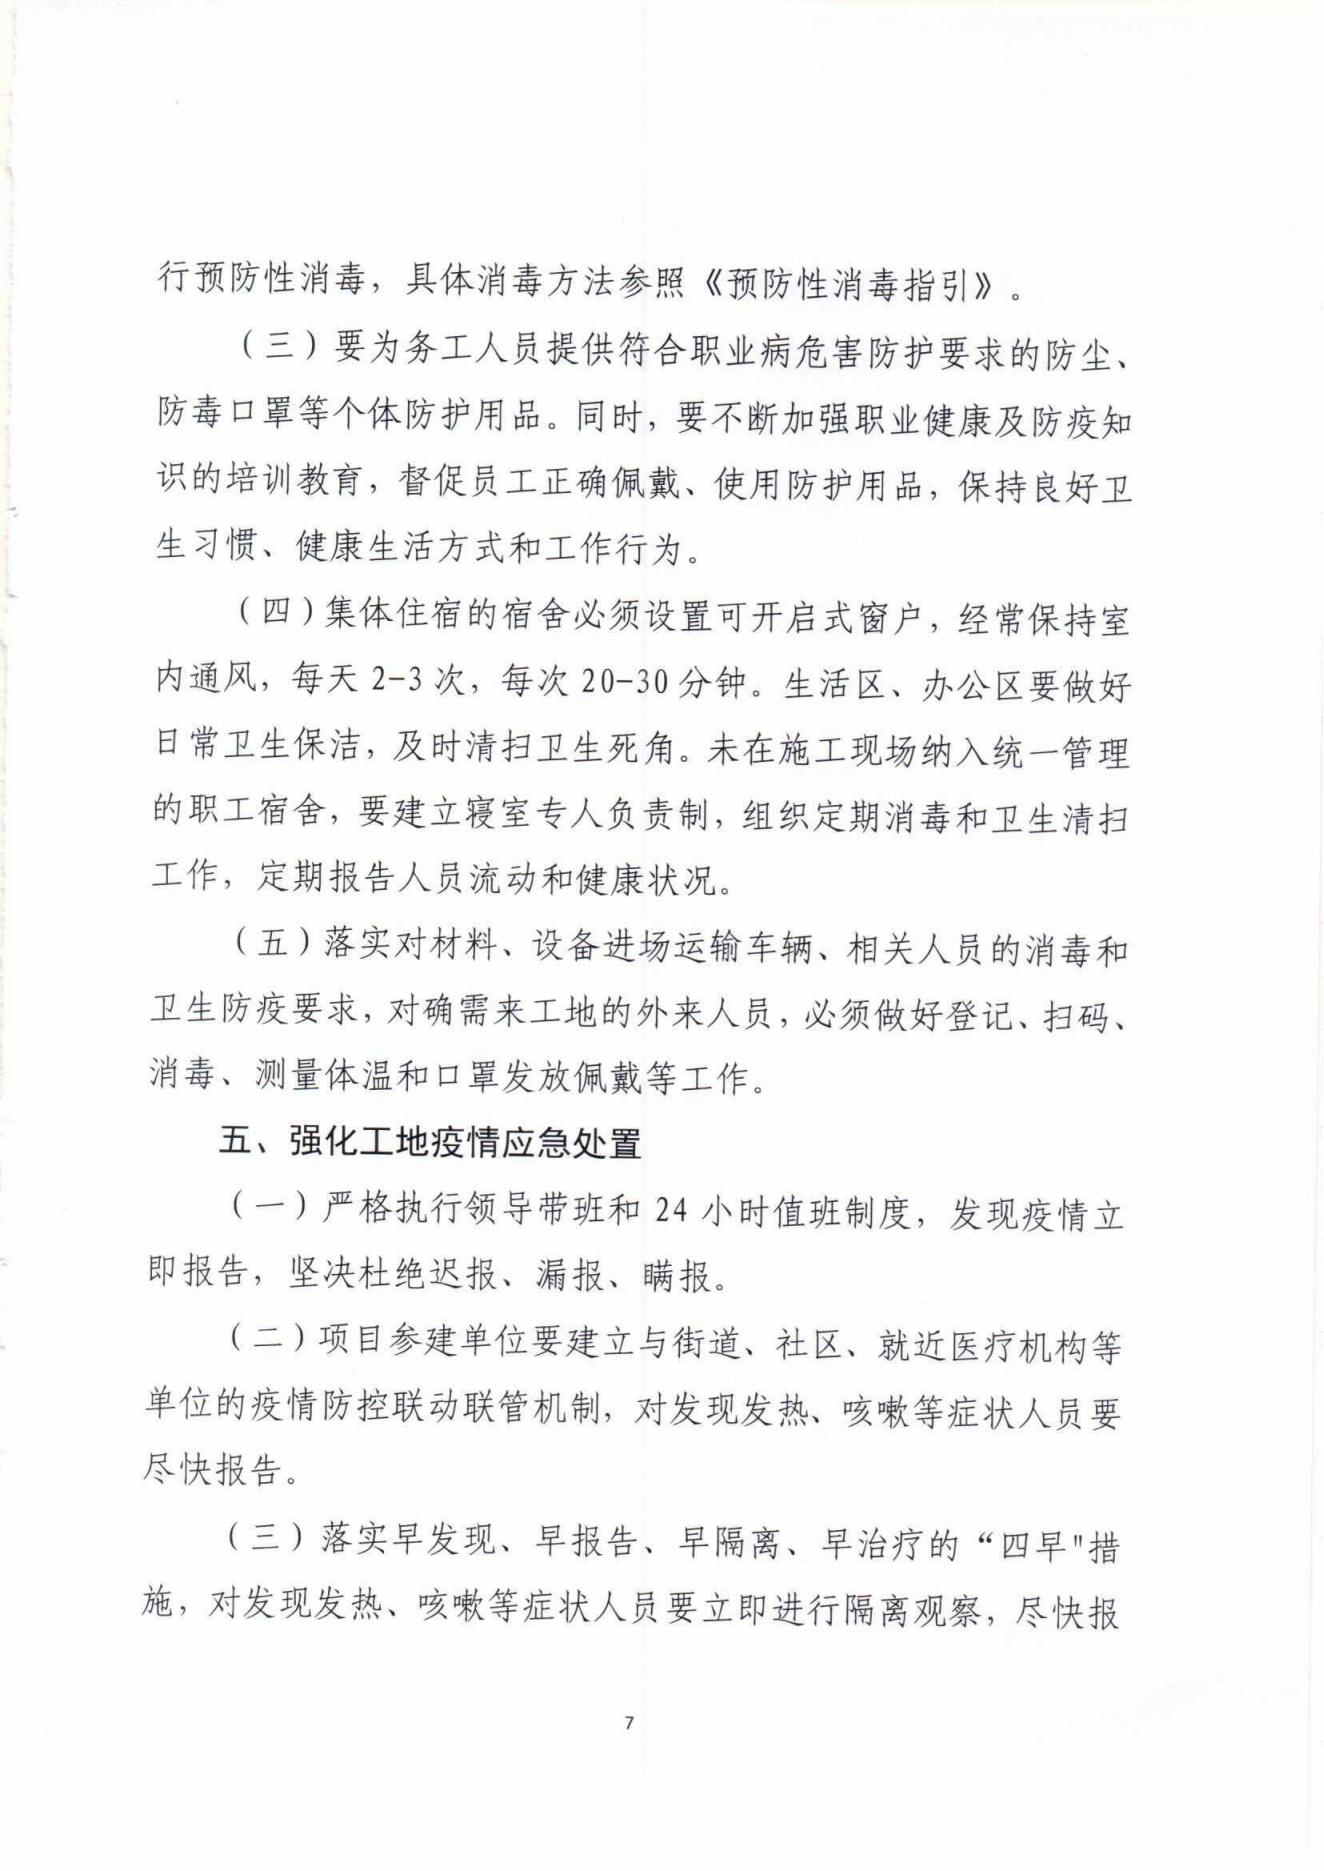 行预防性消毒，具体消毒方法参照《预防性消毒指引》。
（三）要为务工人员提供符合职业病危害防护要求的防尘、
防毒口罩等个体防护用品。同时，要不断加强职业健康及防疫知
识的培训教育，督促员工正确佩戴、使用防护用品，保持良好卫
生习惯、健康生活方式和工作行为。
（四）集体住宿的宿舍必须设置可开启式窗户，经常保持室
内通风，每天 2-3 次，每次 20-30 分钟。生活区、办公区要做好
日常卫生保洁，及时清扫卫生死角。未在施工现场纳入统一管理
的职工宿舍，要建立寝室专人负责制，组织定期消毒和卫生清扫
工作，定期报告人员流动和健康状况。
（五）落实对材料、设备进场运输车辆、相关人员的消毒和
卫生防疫要求，对确需来工地的外来人员，必须做好登记、扫码、
消毒、测量体温和口罩发放佩戴等工作。
五、强化工地疫情应急处置
（一）严格执行领导带班和 24 小时值班制度，发现疫情立
即报告，坚决杜绝迟报、漏报、瞒报。
（二）项目参建单位要建立与街道、社区、就近医疗机构等
单位的疫情防控联动联管机制，对发现发热、咳嗽等症状人员要
尽快报告。
（三）落实早发现、早报告、早隔离、早治疗的“四早"措
施，对发现发热、咳嗽等症状人员要立即进行隔离观察，尽快报
7